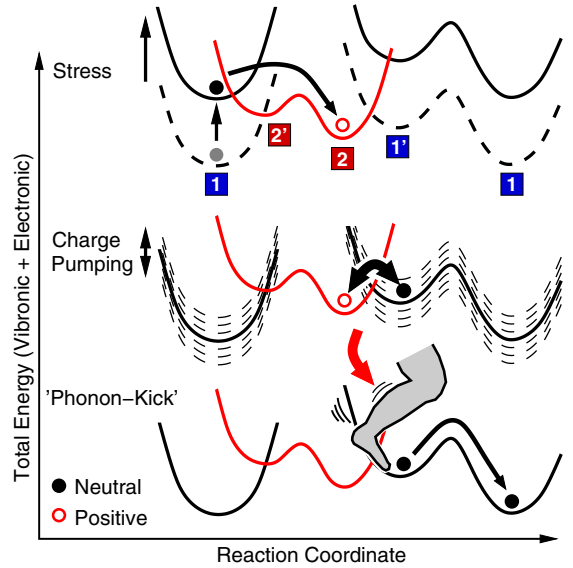 Stress
2'
2
1'
1
1
Charge
Pumping
'Phonon−Kick'
Neutral
Positive
Total Energy (Vibronic + Electronic)
Reaction Coordinate